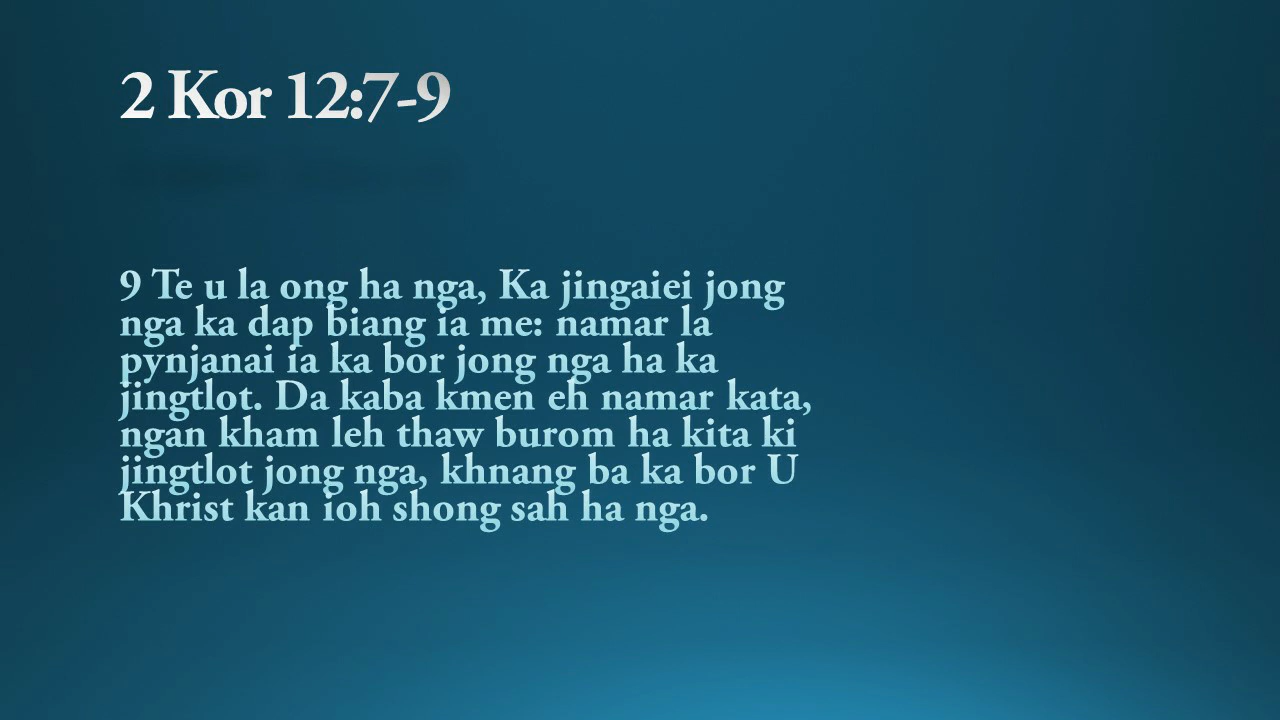 2 Kor 12:7-9
9 Te u la ong ha nga, Ka jingaiei jong
nga ka dap biang ia me: namar la
pynjanai ia ka bor jong nga ha ka
jingtlot. Da kaba kmen eh namar kata,
ngan kham leh thaw burom ha kita ki
jingtlot jong nga, khnang ba ka bor U
Khrist kan ioh shong sah ha nga.